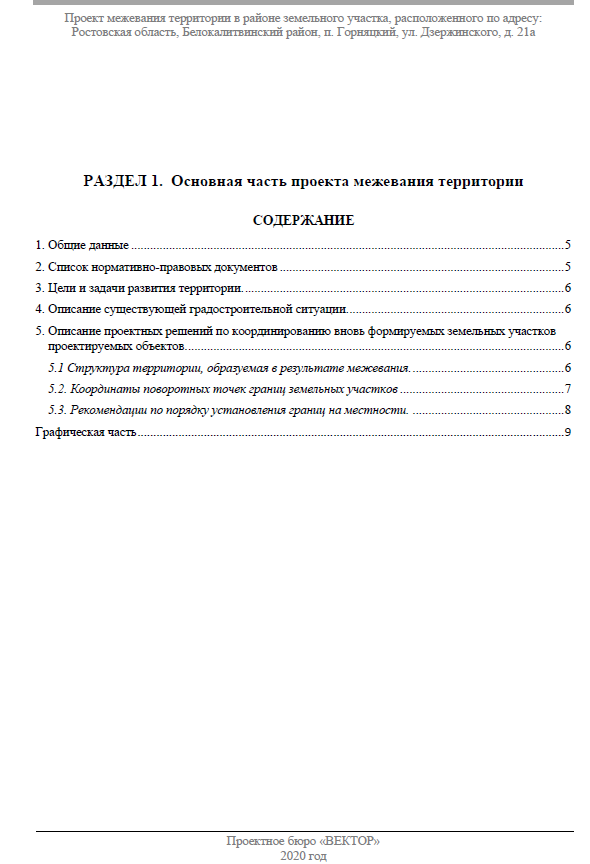 Проект межевания территории в районе земельного участка, расположенного по адресу:
Ростовская область, Белокалитвинский район, п. Горняцкий, ул. Дзержинского, д. 21а
РАЗДЕЛ 1. Основная часть проекта межевания территории
СОДЕРЖАНИЕ
1. Общие данные ........ 5
2. Список нормативно-правовых документов ........ 5
3. Цели и задачи развития территории. ........ 6
4. Описание существующей градостроительной ситуации. ........ 6
5. Описание проектных решений по координированию вновь формируемых земельных участков
проектируемых объектов. ........ 6
5.1 Структура территории, образуемая в результате межевания. ........ 6
5.2. Координаты поворотных точек границ земельных участков ........ 7
5.3. Рекомендации по порядку установления границ на местности. ........ 8
Графическая часть ........ 9
Проектное бюро «ВЕКТОР»
2020 год